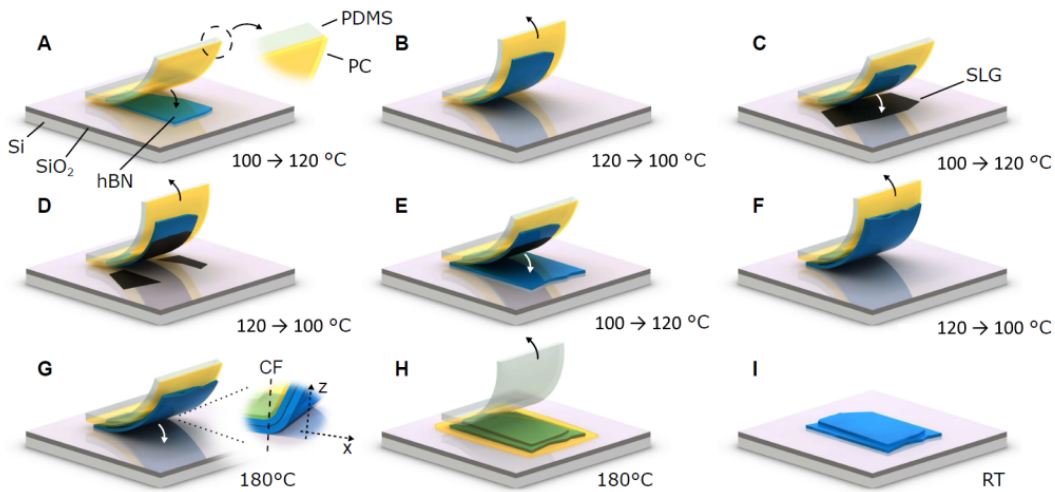 A
PDMS
PC
Si
SiO₂
hBN
100 → 120 °C
B
120 → 100 °C
C
SLG
100 → 120 °C
D
120 → 100 °C
E
100 → 120 °C
F
120 → 100 °C
G
CF
z
x
180°C
H
180°C
I
RT